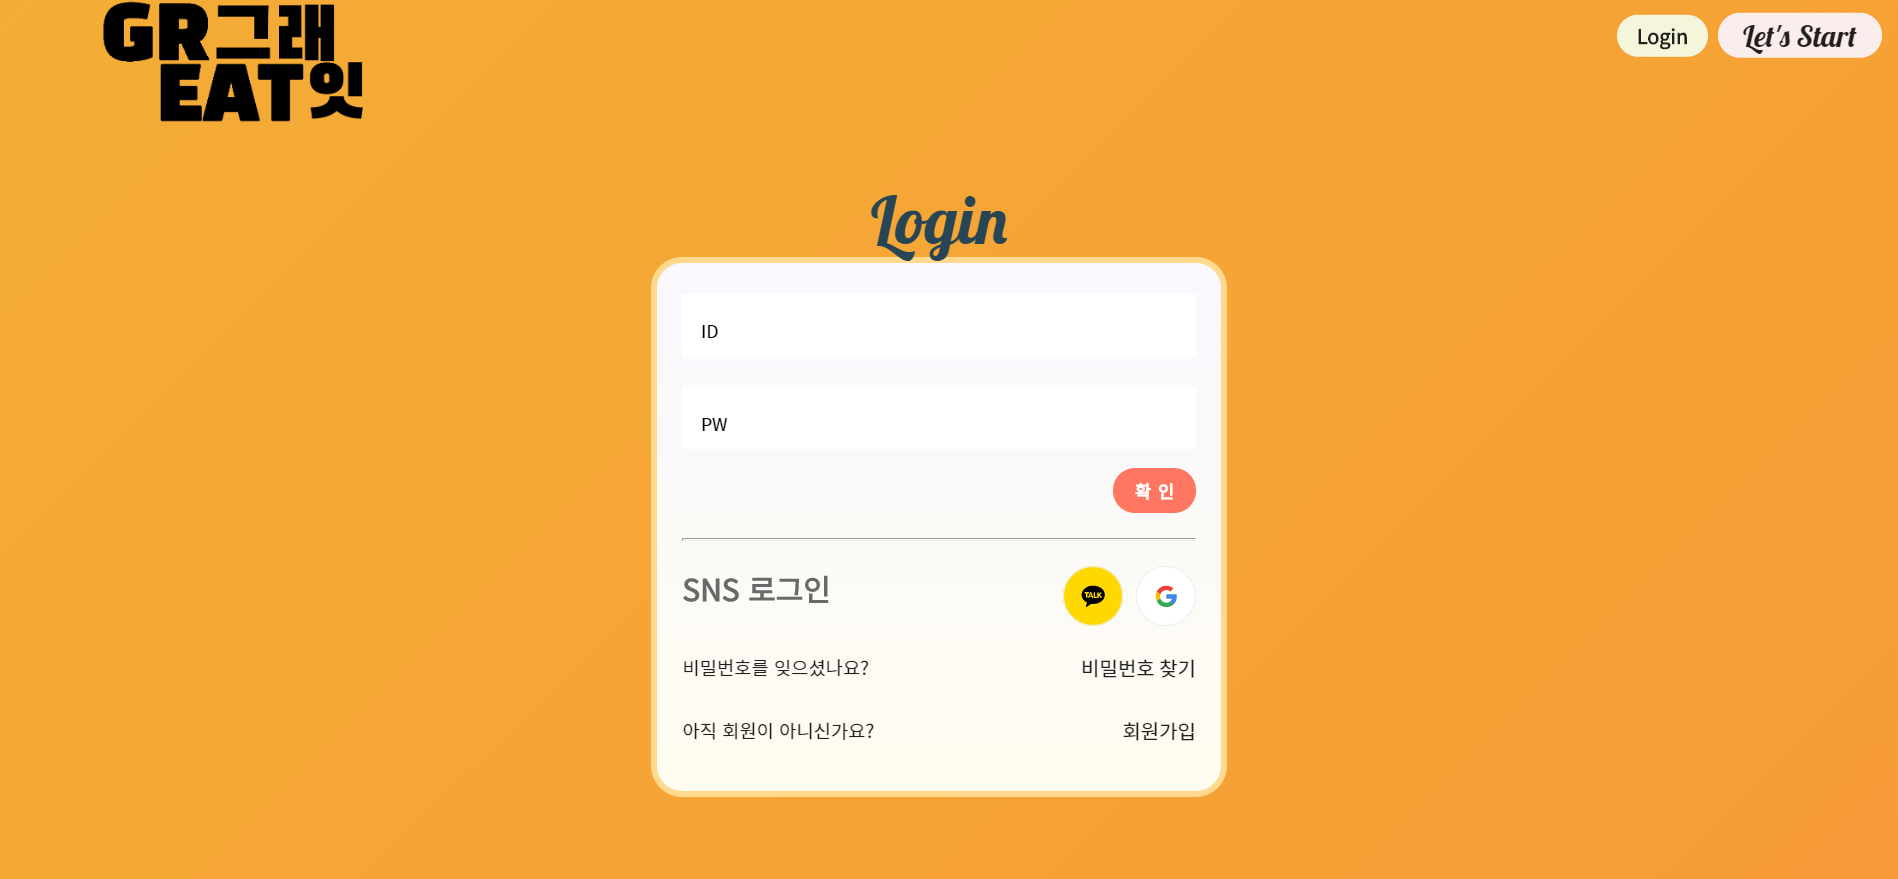 GR그래
EAT잇
Login
Let's Start
Login
ID
PW
확 인
SNS 로그인
TALK
비밀번호를 잊으셨나요?
비밀번호 찾기
아직 회원이 아니신가요?
회원가입